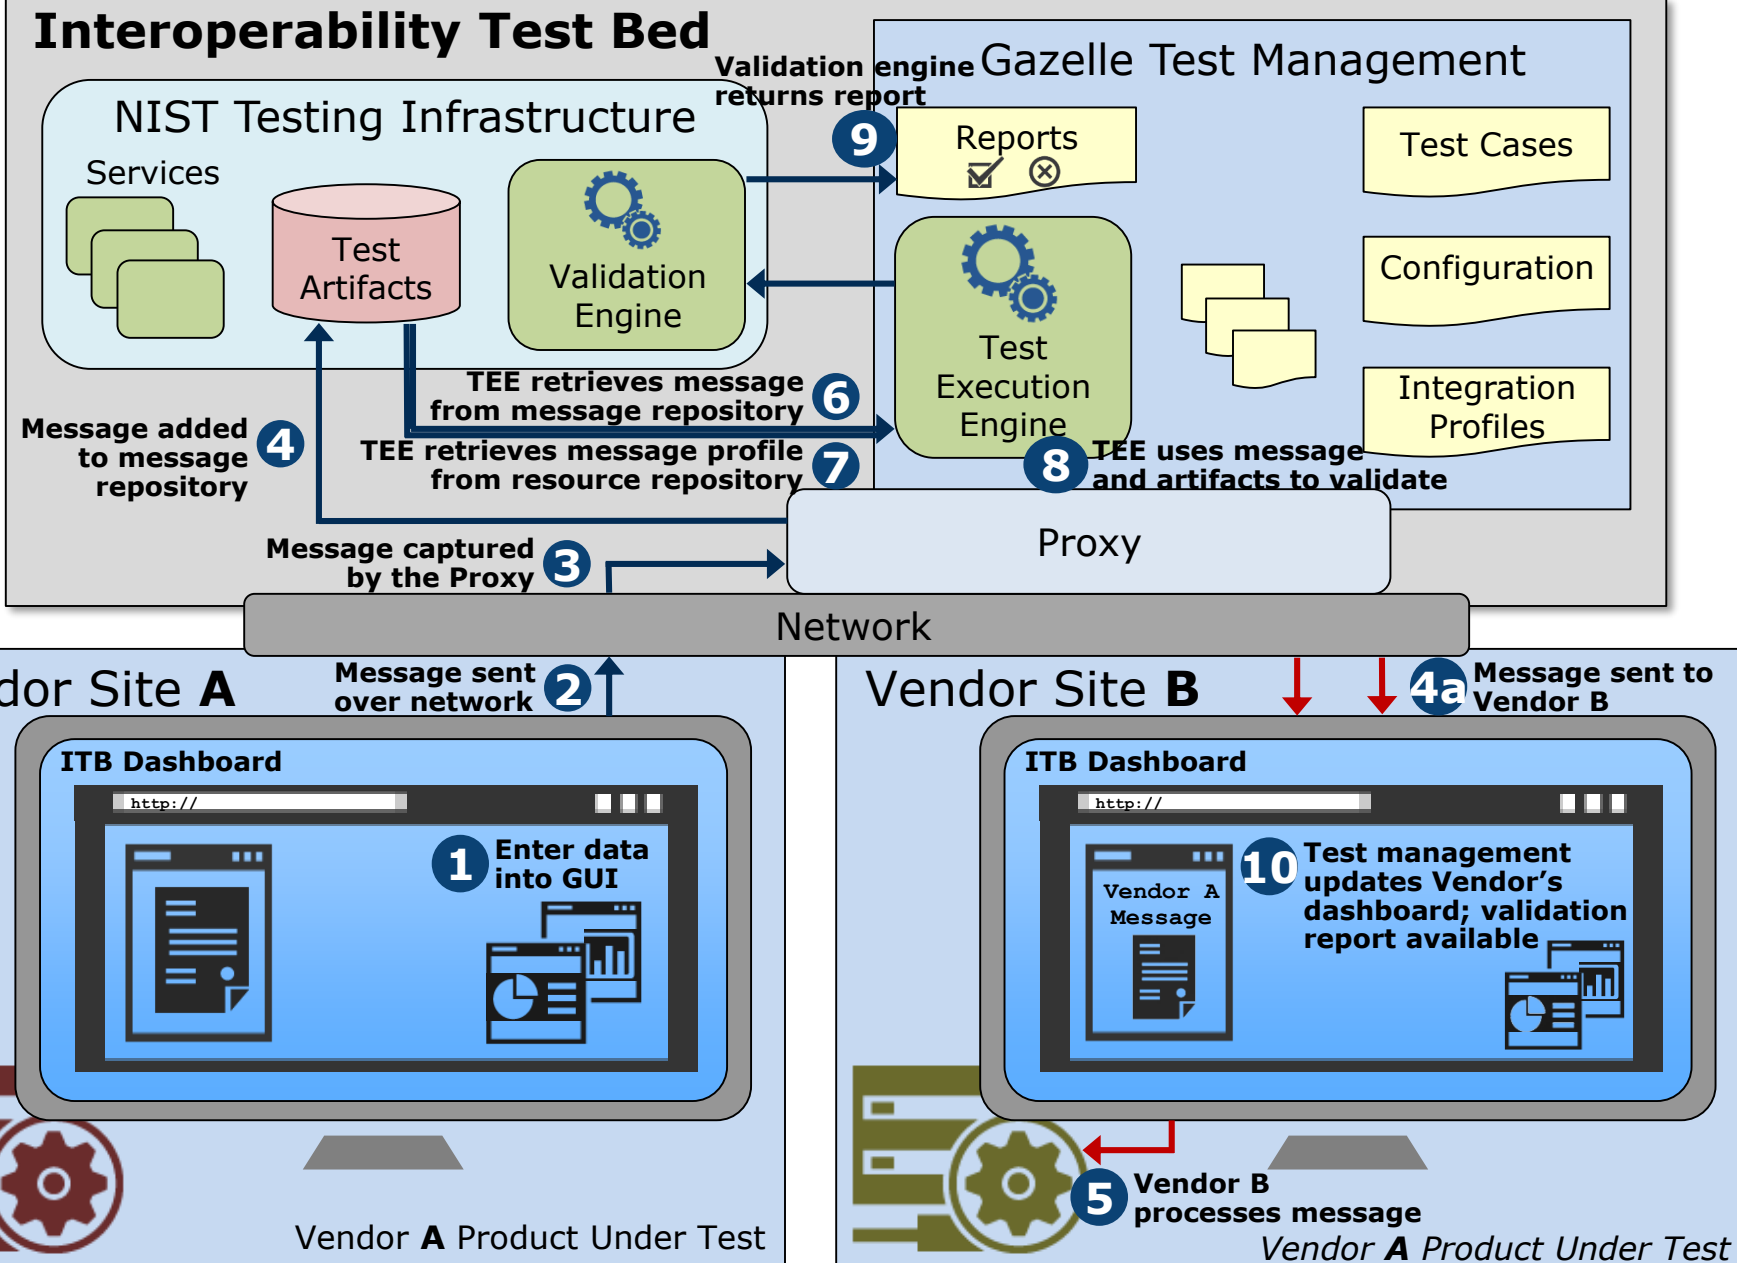 Interoperability Test Bed
Gazelle Test Management
Validation engine
returns report
NIST Testing Infrastructure
9
Reports
Test Cases
Services
Test
Artifacts
Validation
Engine
Configuration
Test
Execution
Engine
TEE retrieves message
from message repository
6
Integration
Profiles
Message added
to message
repository
4
TEE retrieves message profile
from resource repository
7
8
TEE uses message
and artifacts to validate
Proxy
Message captured
by the Proxy
3
Network
dor Site A
Message sent
over network
2
Vendor Site B
4a
Message sent to
Vendor B
ITB Dashboard
http://
1
Enter data
into GUI
Vendor A Product Under Test
ITB Dashboard
http://
Vendor A
Message
10
Test management
updates Vendor’s
dashboard; validation
report available
5
Vendor B
processes message
Vendor A Product Under Test